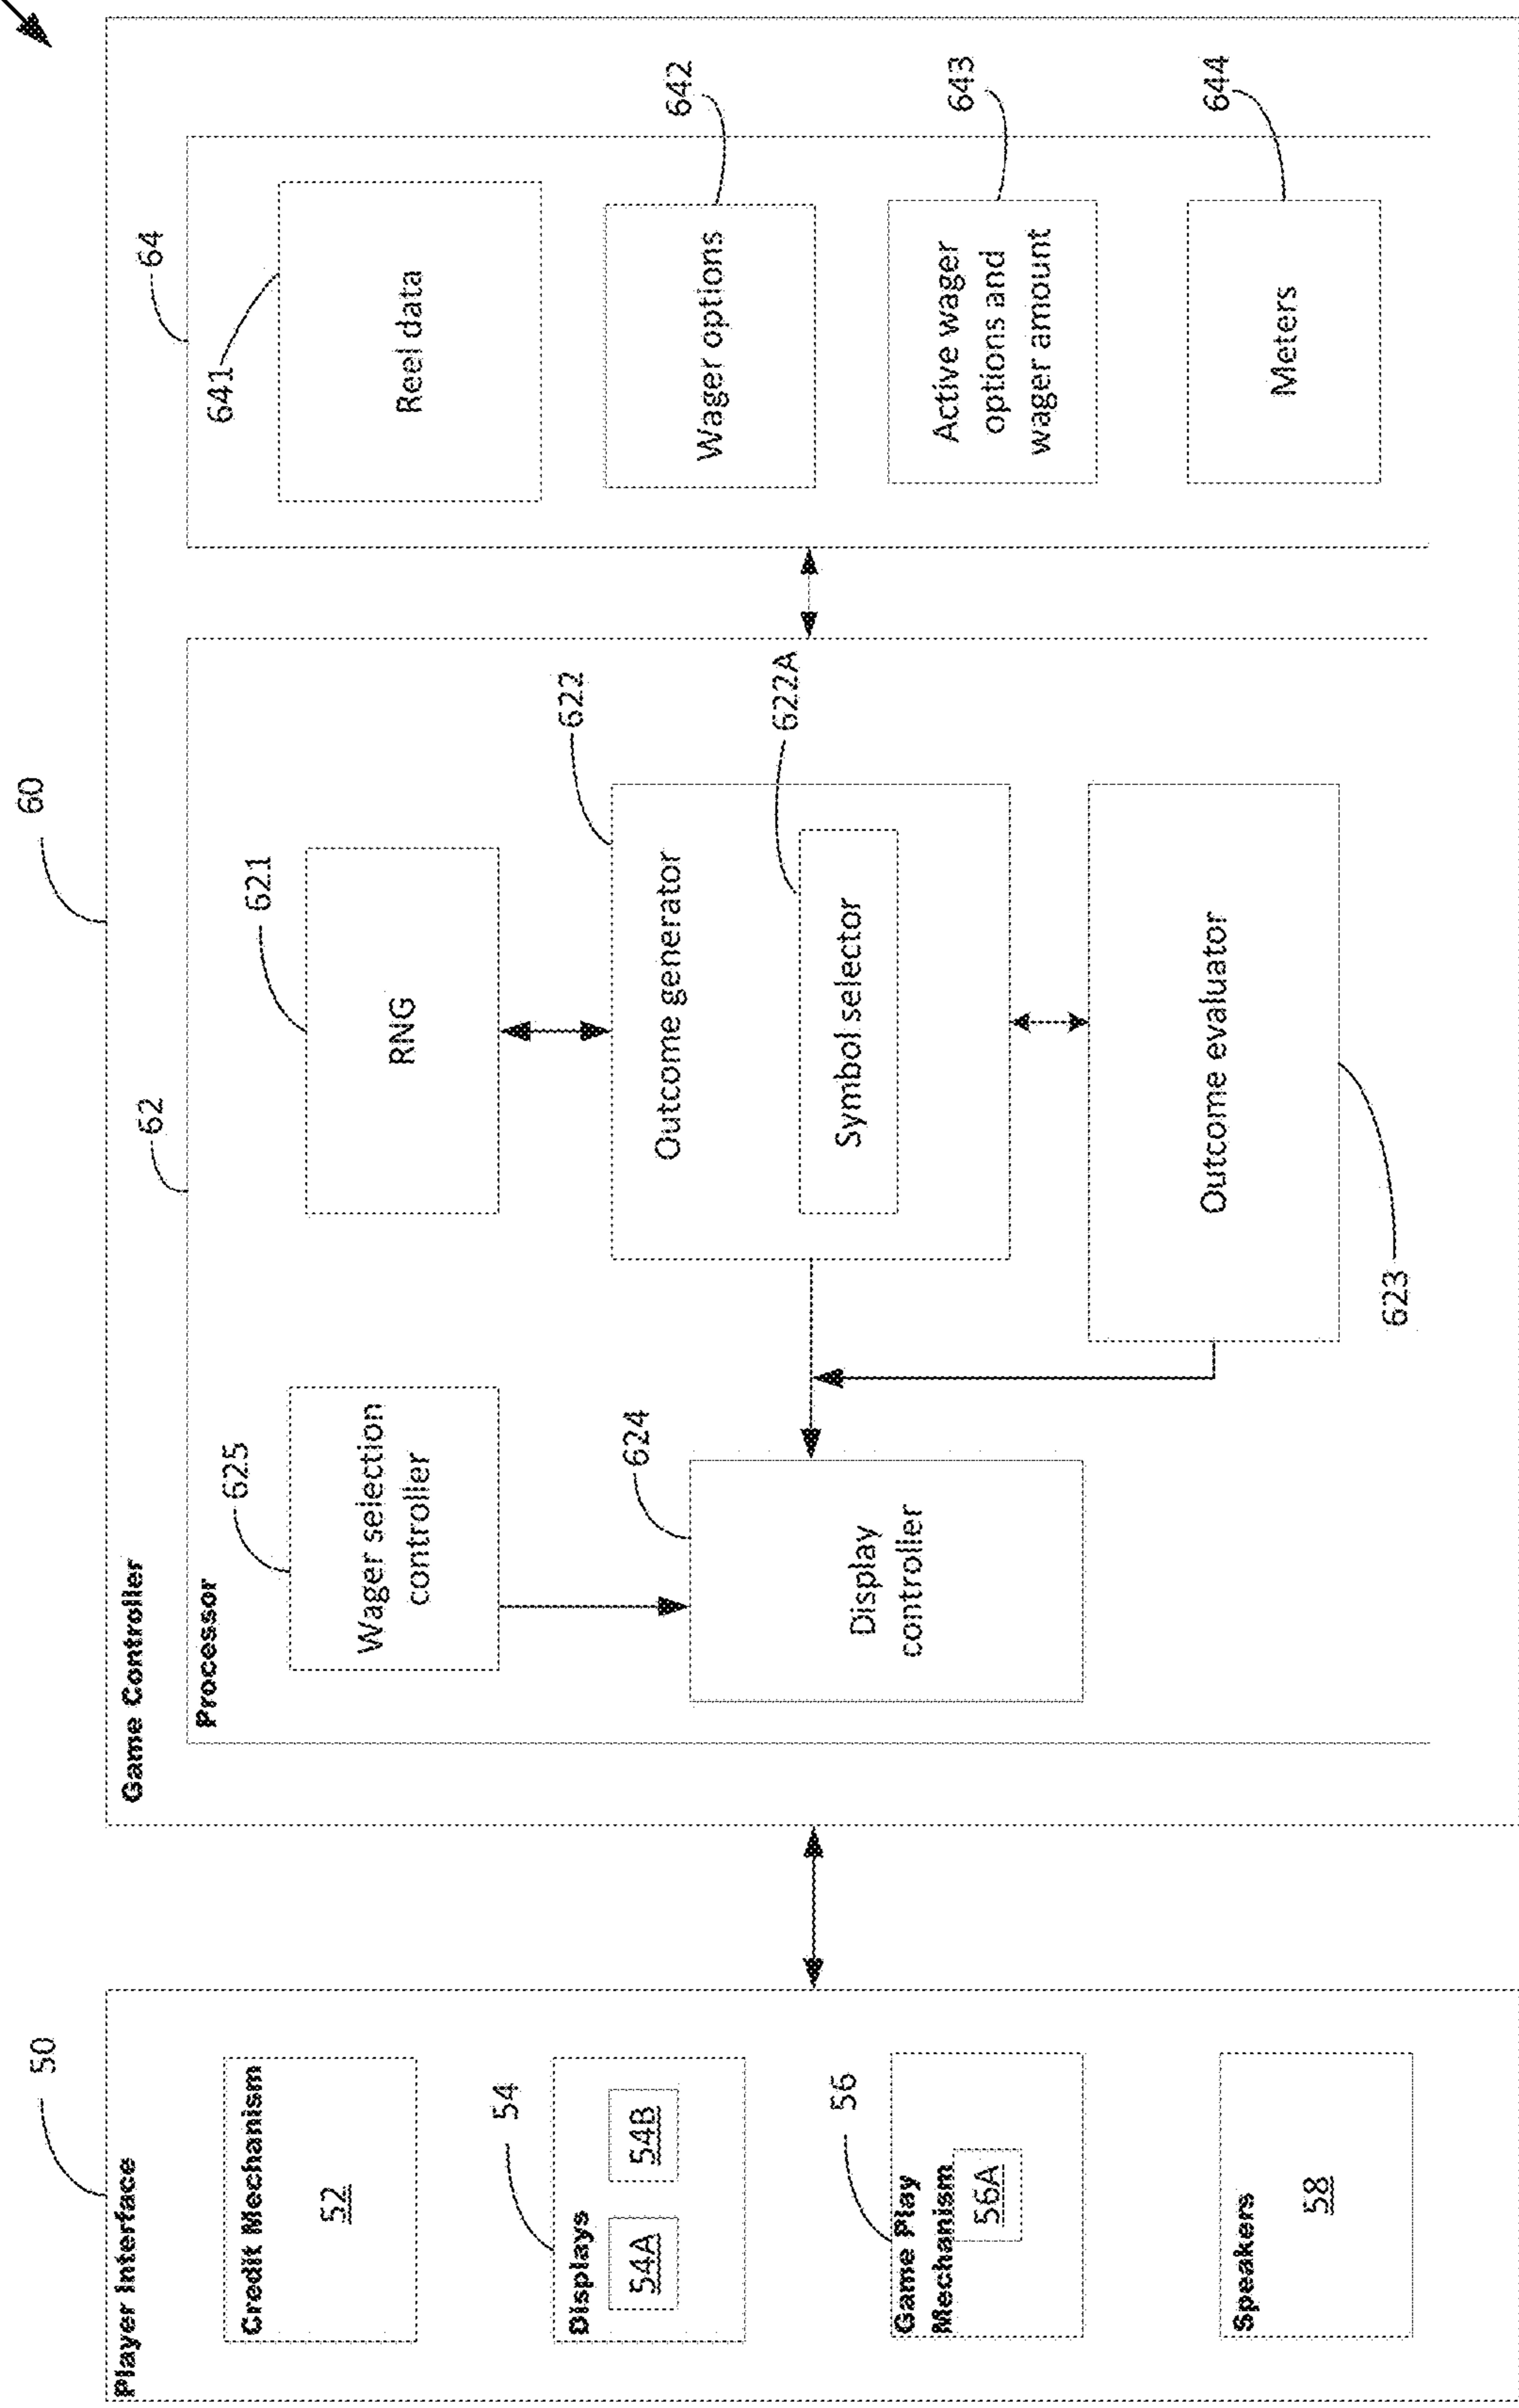 50
Player Interface
Credit Mechanism
52
54
Displays
54A
54B
56
Game Play
Mechanism
56A
Speakers
58
60
Game Controller
62
Processor
625
Wager selection
controller
624
Display
controller
621
RNG
622
Outcome generator
622A
Symbol selector
Outcome evaluator
623
64
641
Reel data
642
Wager options
643
Active wager
options and
wager amount
644
Meters